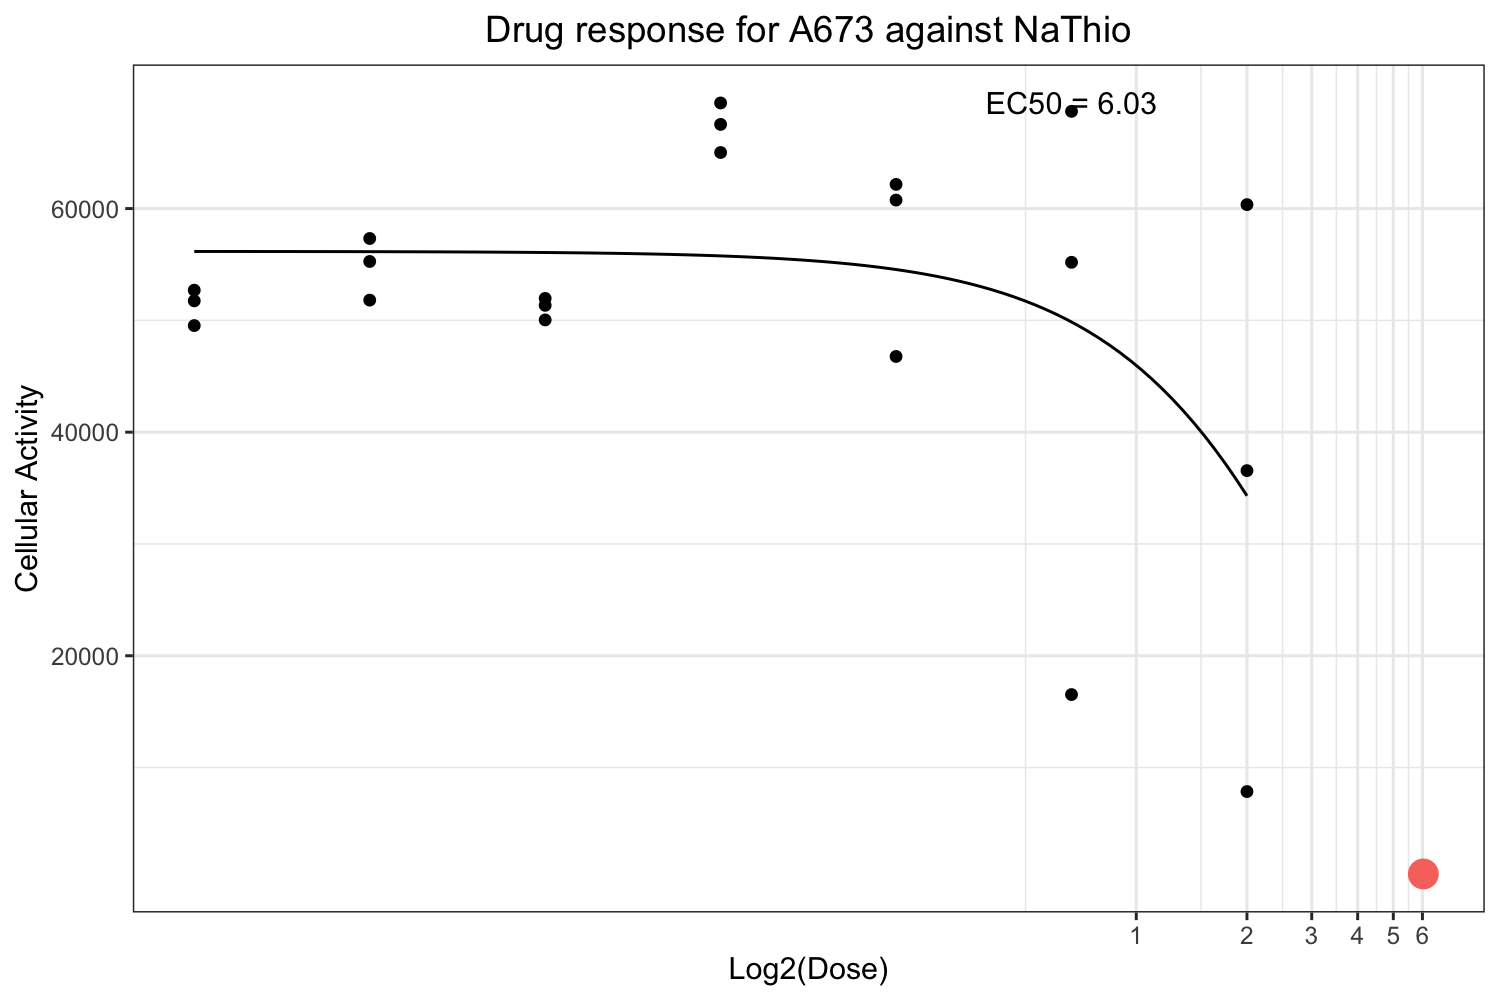 Drug response for A673 against NaThio
EC50 = 6.03
60000
40000
20000
Cellular Activity
1 2 3 4 5 6
Log2(Dose)